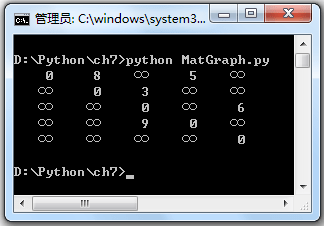 管理员: C:\windows\system3...
D:\Python\ch7>python MatGraph.py
0 8 ∞ 5 ∞
∞ 0 3 ∞ ∞
∞ ∞ 0 ∞ 6
∞ ∞ 9 0 ∞
∞ ∞ ∞ ∞ 0
D:\Python\ch7>_